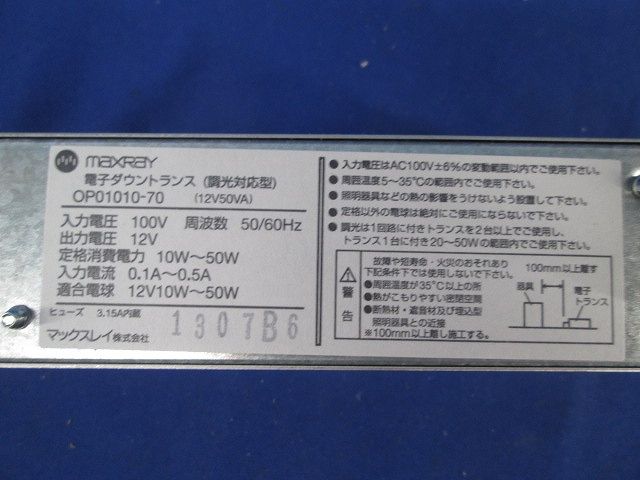 maxray
電子ダウントランス (調光対応型)
OP01010-70 (12V50VA)
入力電圧 100V 周波数 50/60Hz
出力電圧 12V
定格消費電力 10W〜50W
入力電流 0.1A〜0.5A
適合電球 12V10W〜50W
ヒューズ 3.15A内蔵
1307B6
マックスレイ株式会社
●入力電圧はAC100V±6%の変動範囲内でご使用下さい。
●周囲温度5〜35℃の範囲内でご使用下さい。
●照明器具などの熱の影響をうけないよう設置して下さい。
●定格以外の電球は絶対にご使用にならないで下さい。
●調光は1回路に付きトランスを2台以上でご使用し、
トランス1台に付き20〜50Wの範囲内でご使用下さい。
警告
故障や短寿命・火災のおそれあり
下記条件下では使用しないで下さい。
●周囲温度が35℃以上の所
●熱がこもりやすい密閉空間
●断熱材・遮音材及び埋込型
照明器具との近接
※100mm以上離し施工する。
100mm以上離す
器具
電子
トランス